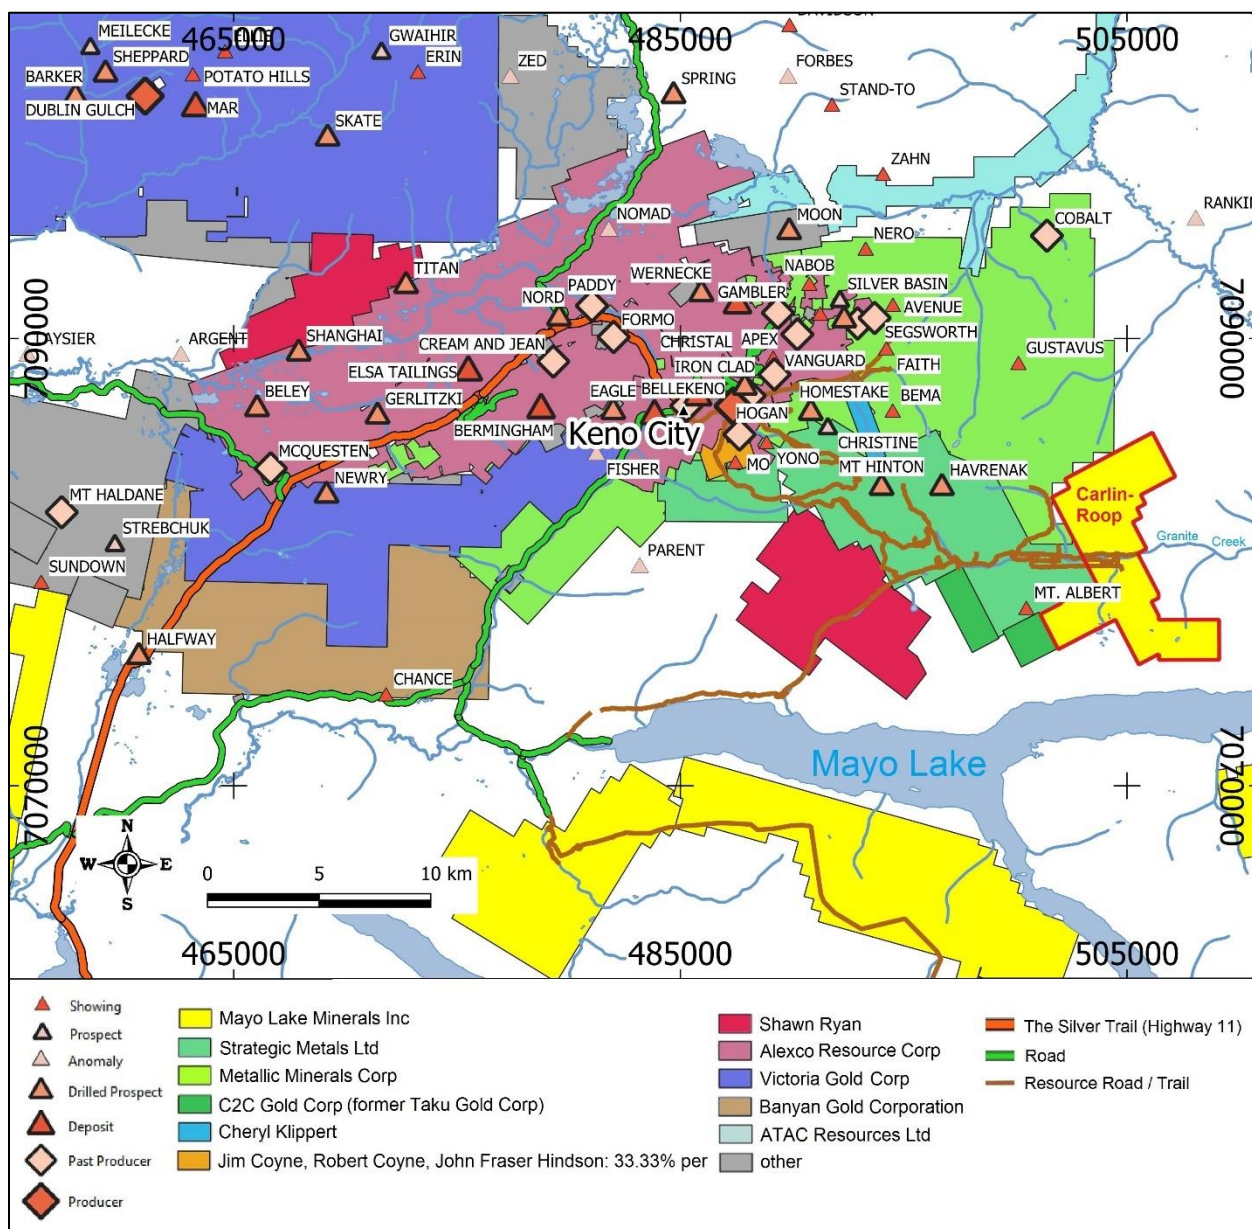 DAVIDSON
MEILECKE
465000
ELLIS
GWAIHIR
485000
505000
SHEPPARD
BARKER
POTATO HILLS
ERIN
ZED
SPRING
FORBES
DUBLIN GULCH
MAR
SKATE
STAND-TO
ZAHN
NOMAD
MOON
COBALT
RANKIN
NERO
TITAN
WERNECKE
NABOB
SILVER BASIN
PADDY
NORD
GAMBLER
AVENUE
7090000
FORMO
SEGSWORTH
7090000
SHANGHAI
ARGENT
CREAM AND JEAN
CHRISTAL
APEX
VANGUARD
FAITH
GUSTAVUS
ELSA TAILINGS
IRON CLAD
BELEY
GERLITZKI
EAGLE
BELLEKENO
HOMESTAKE
BEMA
BERMINGHAM
Keno City
HOGAN
CHRISTINE
MCQUESTEN
FISHER
MO
YONO
MT HINTON
HAVRENAK
NEWRY
MT HALDANE
Carlin-
Roop
STREBCHUK
Granite
Creek
SUNDOWN
PARENT
MT. ALBERT
HALFWAY
CHANCE
Mayo Lake
7070000
7070000
N
W
E
S
0
5
10 km
465000
485000
505000
Showing
Prospect
Anomaly
Drilled Prospect
Deposit
Past Producer
Producer
Mayo Lake Minerals Inc
Strategic Metals Ltd
Metallic Minerals Corp
C2C Gold Corp (former Taku Gold Corp)
Cheryl Klippert
Jim Coyne, Robert Coyne, John Fraser Hindson: 33.33% per
Shawn Ryan
Alexco Resource Corp
Victoria Gold Corp
Banyan Gold Corporation
ATAC Resources Ltd
other
The Silver Trail (Highway 11)
Road
Resource Road / Trail